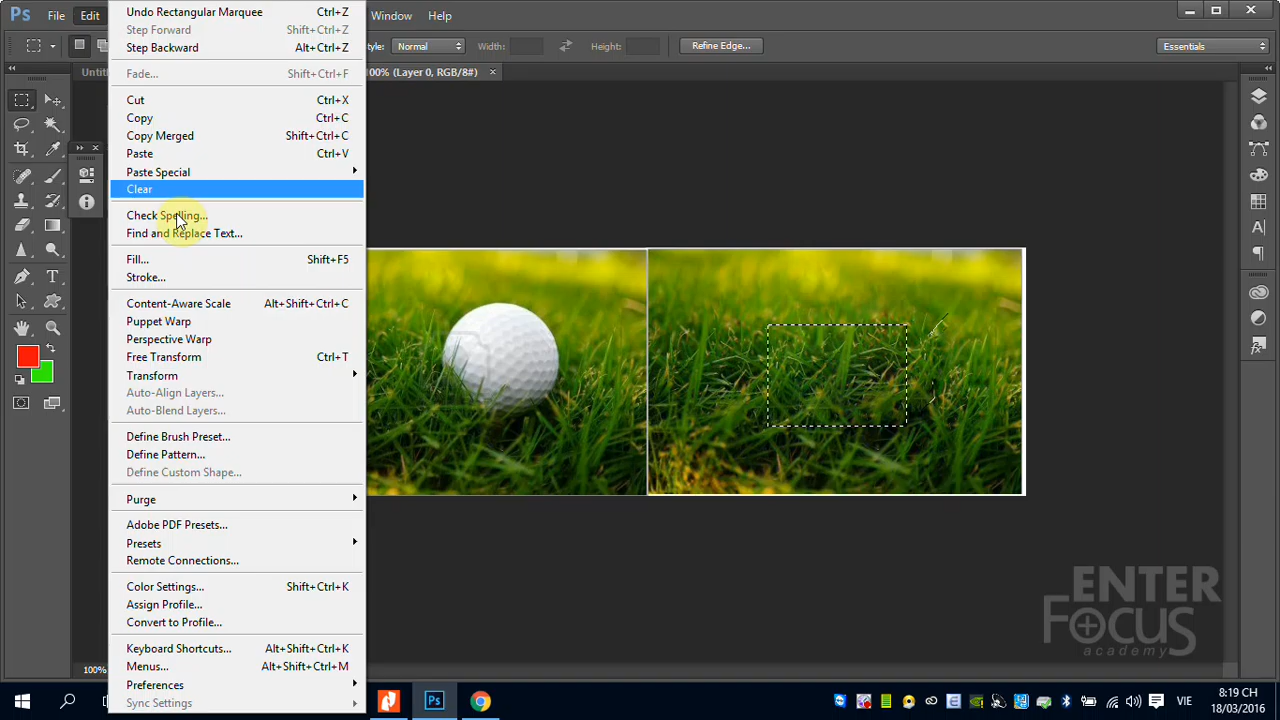 Ps File Edit Window Help
Style: Normal Width: Height: Refine Edge... Essentials
100% (Layer 0, RGB/8#) ×
Undo Rectangular Marquee Ctrl+Z
Step Forward Shift+Ctrl+Z
Step Backward Alt+Ctrl+Z
Fade... Shift+Ctrl+F
Cut Ctrl+X
Copy Ctrl+C
Copy Merged Shift+Ctrl+C
Paste Ctrl+V
Paste Special
Clear
Check Spelling...
Find and Replace Text...
Fill... Shift+F5
Stroke...
Content-Aware Scale Alt+Shift+Ctrl+C
Puppet Warp
Perspective Warp
Free Transform Ctrl+T
Transform
Auto-Align Layers...
Auto-Blend Layers...
Define Brush Preset...
Define Pattern...
Define Custom Shape...
Purge
Adobe PDF Presets...
Presets
Remote Connections...
Color Settings... Shift+Ctrl+K
Assign Profile...
Convert to Profile...
Keyboard Shortcuts... Alt+Shift+Ctrl+K
Menus... Alt+Shift+Ctrl+M
Preferences
Sync Settings
100%
ENTER
FOCUS
academy
Ps
VIE
8:19 CH
18/03/2016